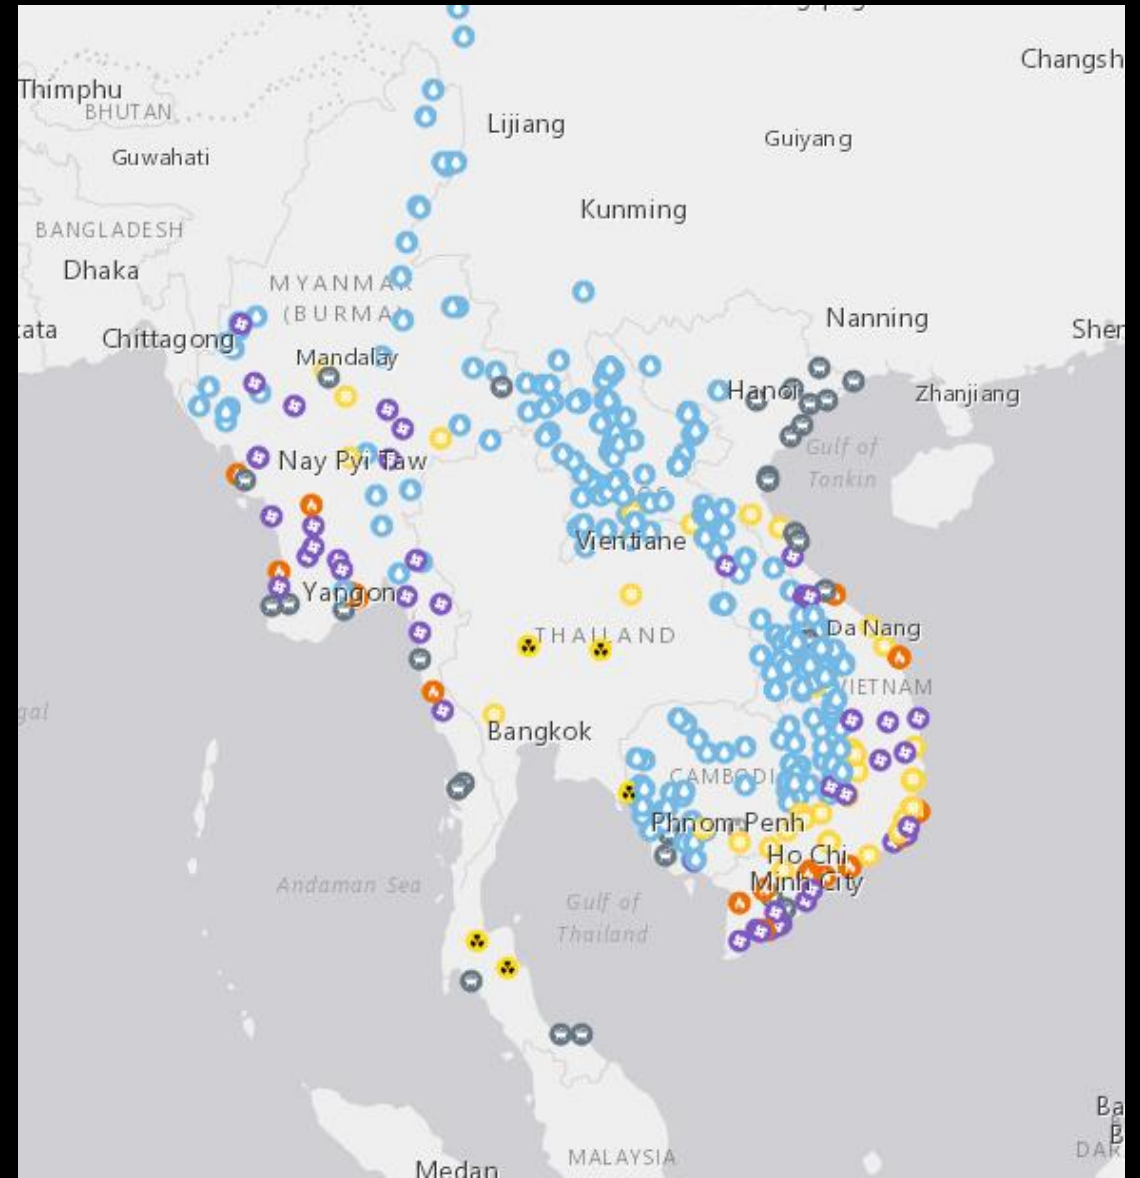 Changsh
Thimphu
BHUTAN
Lijiang
Guiyang
Guwahati
Kunming
BANGLADESH
Dhaka
MYANMAR
(BURMA)
Nanning
Chittagong
Mandalay
Hanoi
Zhanjiang
Gulf of
Tonkin
Nay Pyi Taw
Vientiane
Yangon
Da Nang
THAILAND
VIETNAM
Bangkok
CAMBODI
Phnom Penh
Ho Chi
Minh City
Andaman Sea
Gulf of
Thailand
MALAYSIA
Medan